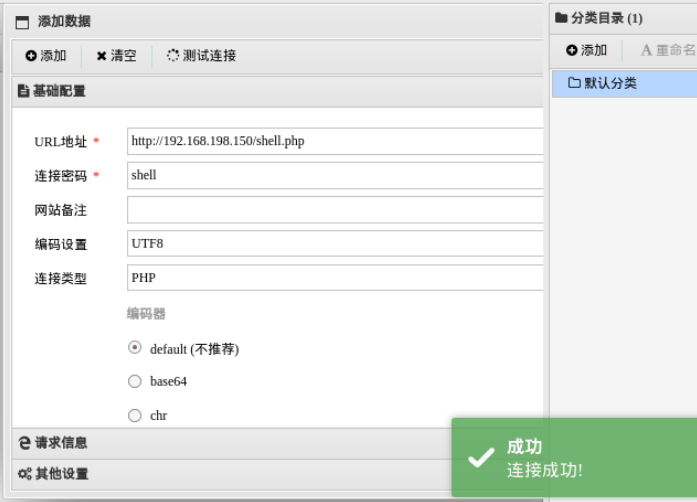 添加数据
添加 清空 测试连接
基础配置
URL地址 * http://192.168.198.150/shell.php
连接密码 * shell
网站备注
编码设置 UTF8
连接类型 PHP
编码器
default (不推荐)
base64
chr
请求信息
其他设置
分类目录 (1)
添加 A 重命名
默认分类
成功
连接成功!